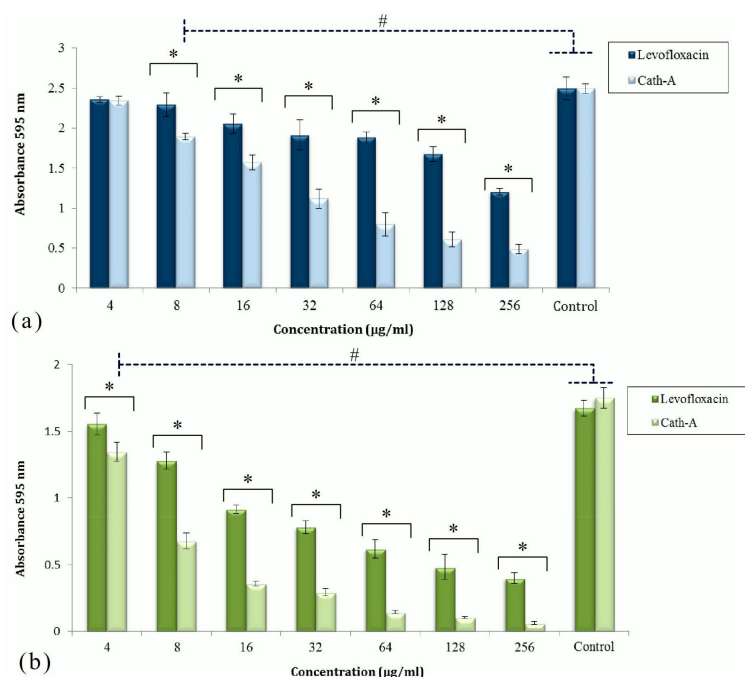 #
3
*
Levofloxacin
Cath-A
2.5
*
*
*
2
*
1.5
*
1
0.5
0
Absorbance 595 nm
4 8 16 32 64 128 256 Control
Concentration (µg/ml)
(a)
#
2
*
Levofloxacin
Cath-A
*
1.5
*
*
1
*
*
*
0.5
0
Absorbance 595 nm
4 8 16 32 64 128 256 Control
Concentration (µg/ml)
(b)